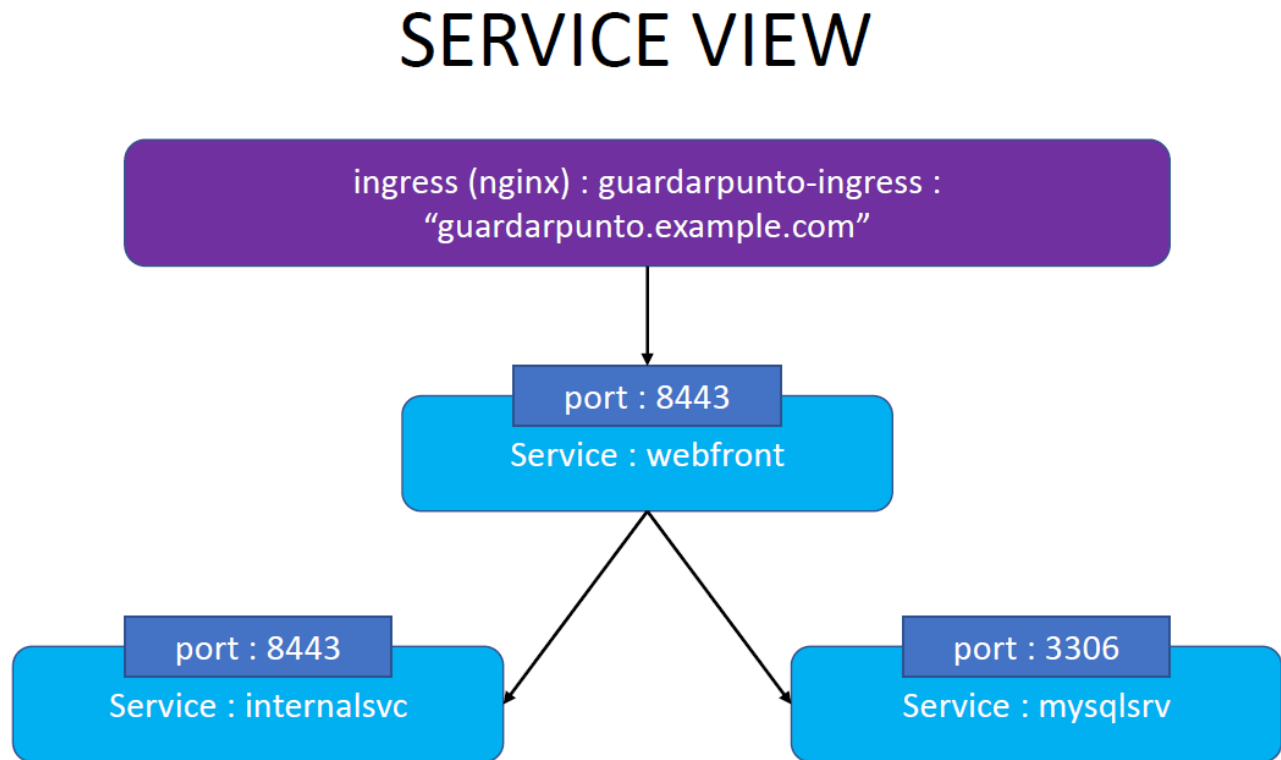 SERVICE VIEW
ingress (nginx) : guardarpunto-ingress :
“guardarpunto.example.com”
port : 8443
Service : webfront
port : 8443
Service : internalsvc
port : 3306
Service : mysqlsrv